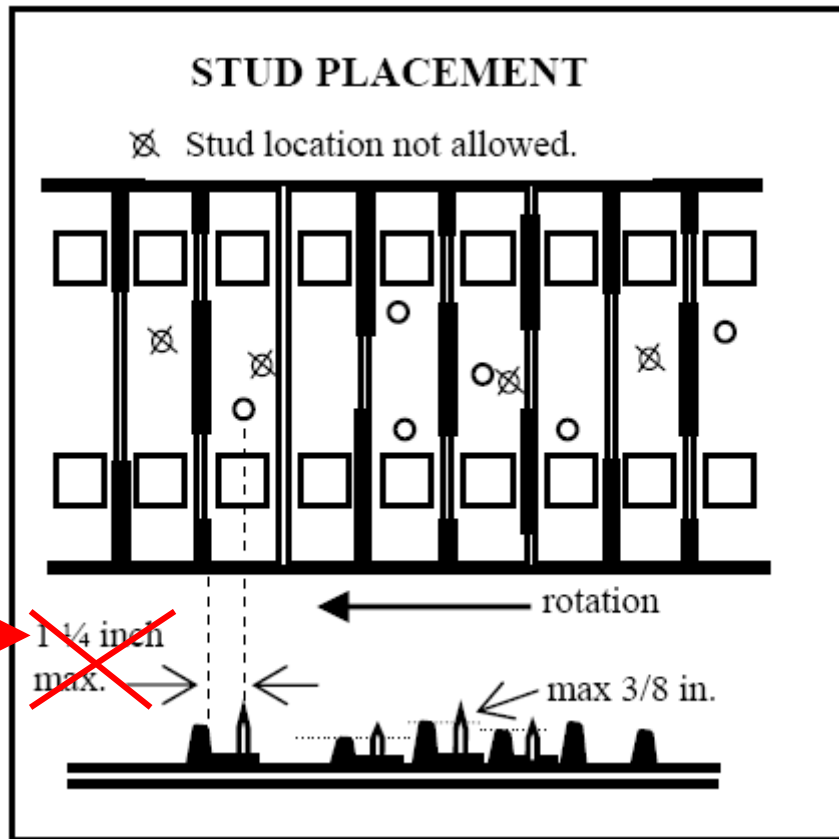 STUD PLACEMENT
Stud location not allowed.
rotation
1 ¼ inch
max.
max 3/8 in.